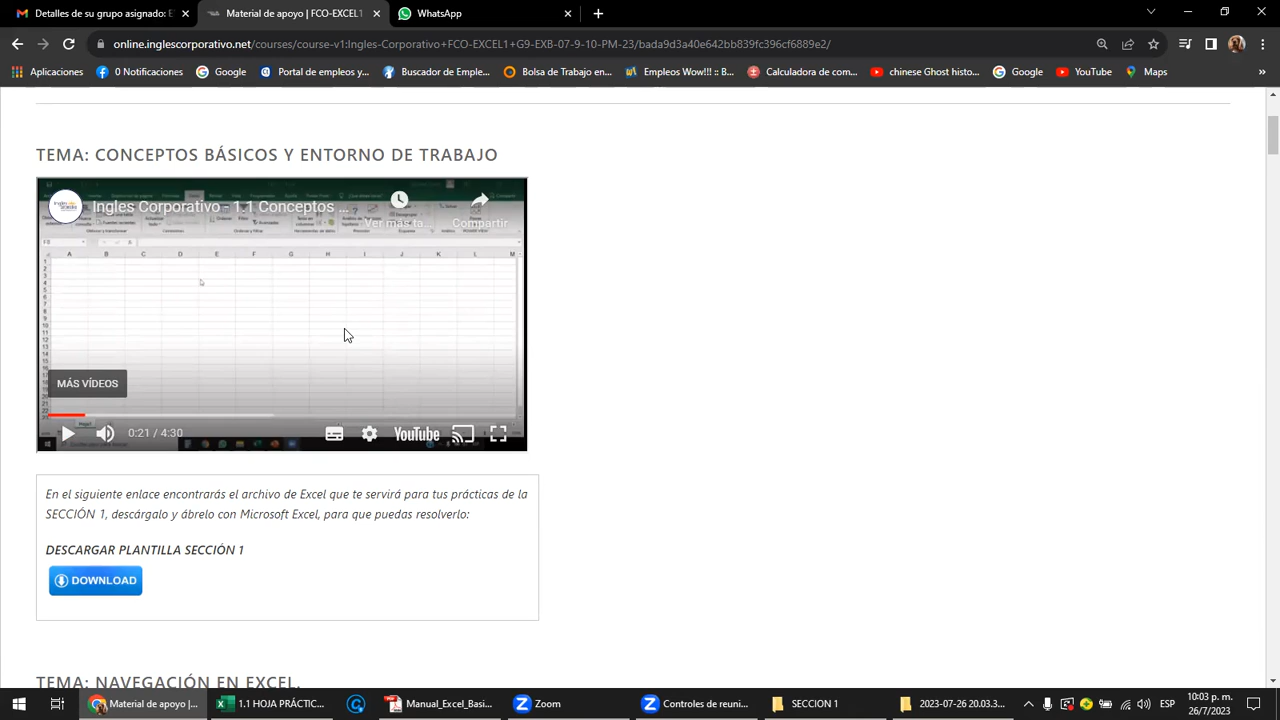 Detalles de su grupo asignado: E
Material de apoyo | FCO-EXCEL1
WhatsApp
online.inglescorporativo.net/courses/course-v1:Ingles-Corporativo+FCO-EXCEL1+G9-EXB-07-9-10-PM-23/bada9d3a40e642bb839fc396cf6889e2/
Aplicaciones
0 Notificaciones
Google
Portal de empleos y...
Buscador de Emple...
Bolsa de Trabajo en...
Empleos Wow!!! :: B...
Calculadora de com...
chinese Ghost histo...
Google
YouTube
Maps
»
TEMA: CONCEPTOS BÁSICOS Y ENTORNO DE TRABAJO
Ingles Corporativo - 1.1 Conceptos ...
Ver más ta...
Compartir
A B C D E F G H I J K L M
MÁS VÍDEOS
0:21 / 4:30
YouTube
En el siguiente enlace encontrarás el archivo de Excel que te servirá para tus prácticas de la
SECCIÓN 1, descárgalo y ábrelo con Microsoft Excel, para que puedas resolverlo:
DESCARGAR PLANTILLA SECCIÓN 1
DOWNLOAD
TEMA: NAVEGACIÓN EN EXCEL.
Material de apoyo |...
1.1 HOJA PRÁCTIC...
Manual_Excel_Basi...
Zoom
Controles de reuni...
SECCION 1
2023-07-26 20.03.3...
ESP
10:03 p. m.
26/7/2023